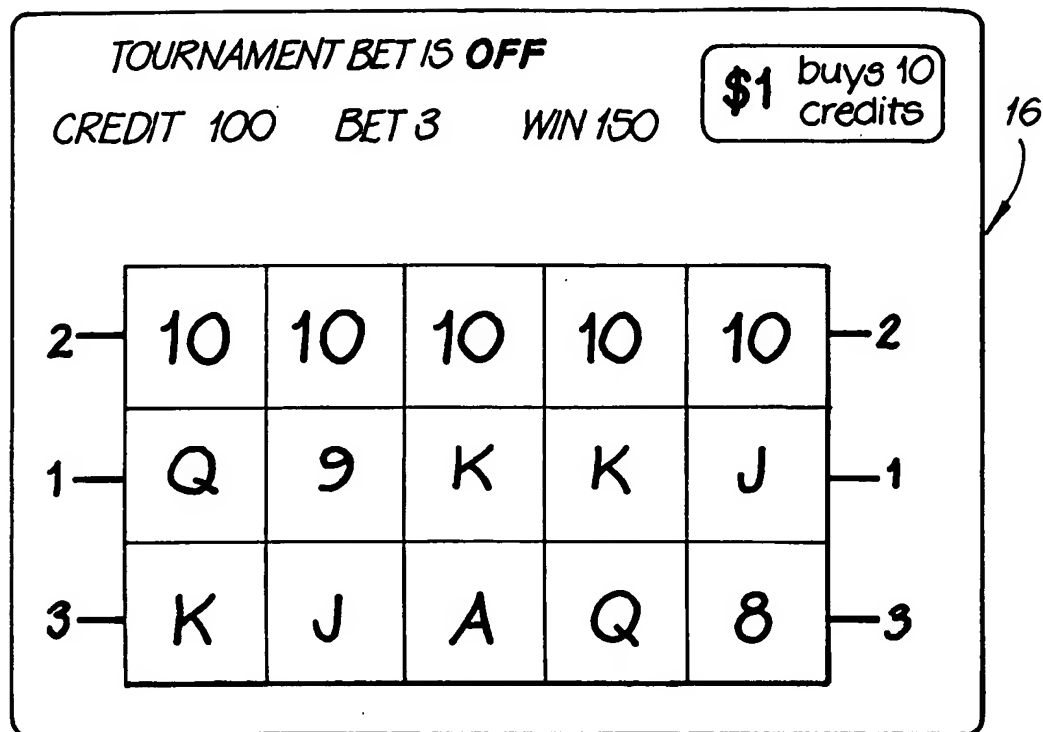 TOURNAMENT BET IS OFF
$1 buys 10 credits
CREDIT 100 BET 3 WIN 150
16
2 10 10 10 10 10 2
1 Q 9 K K J 1
3 K J A Q 8 3